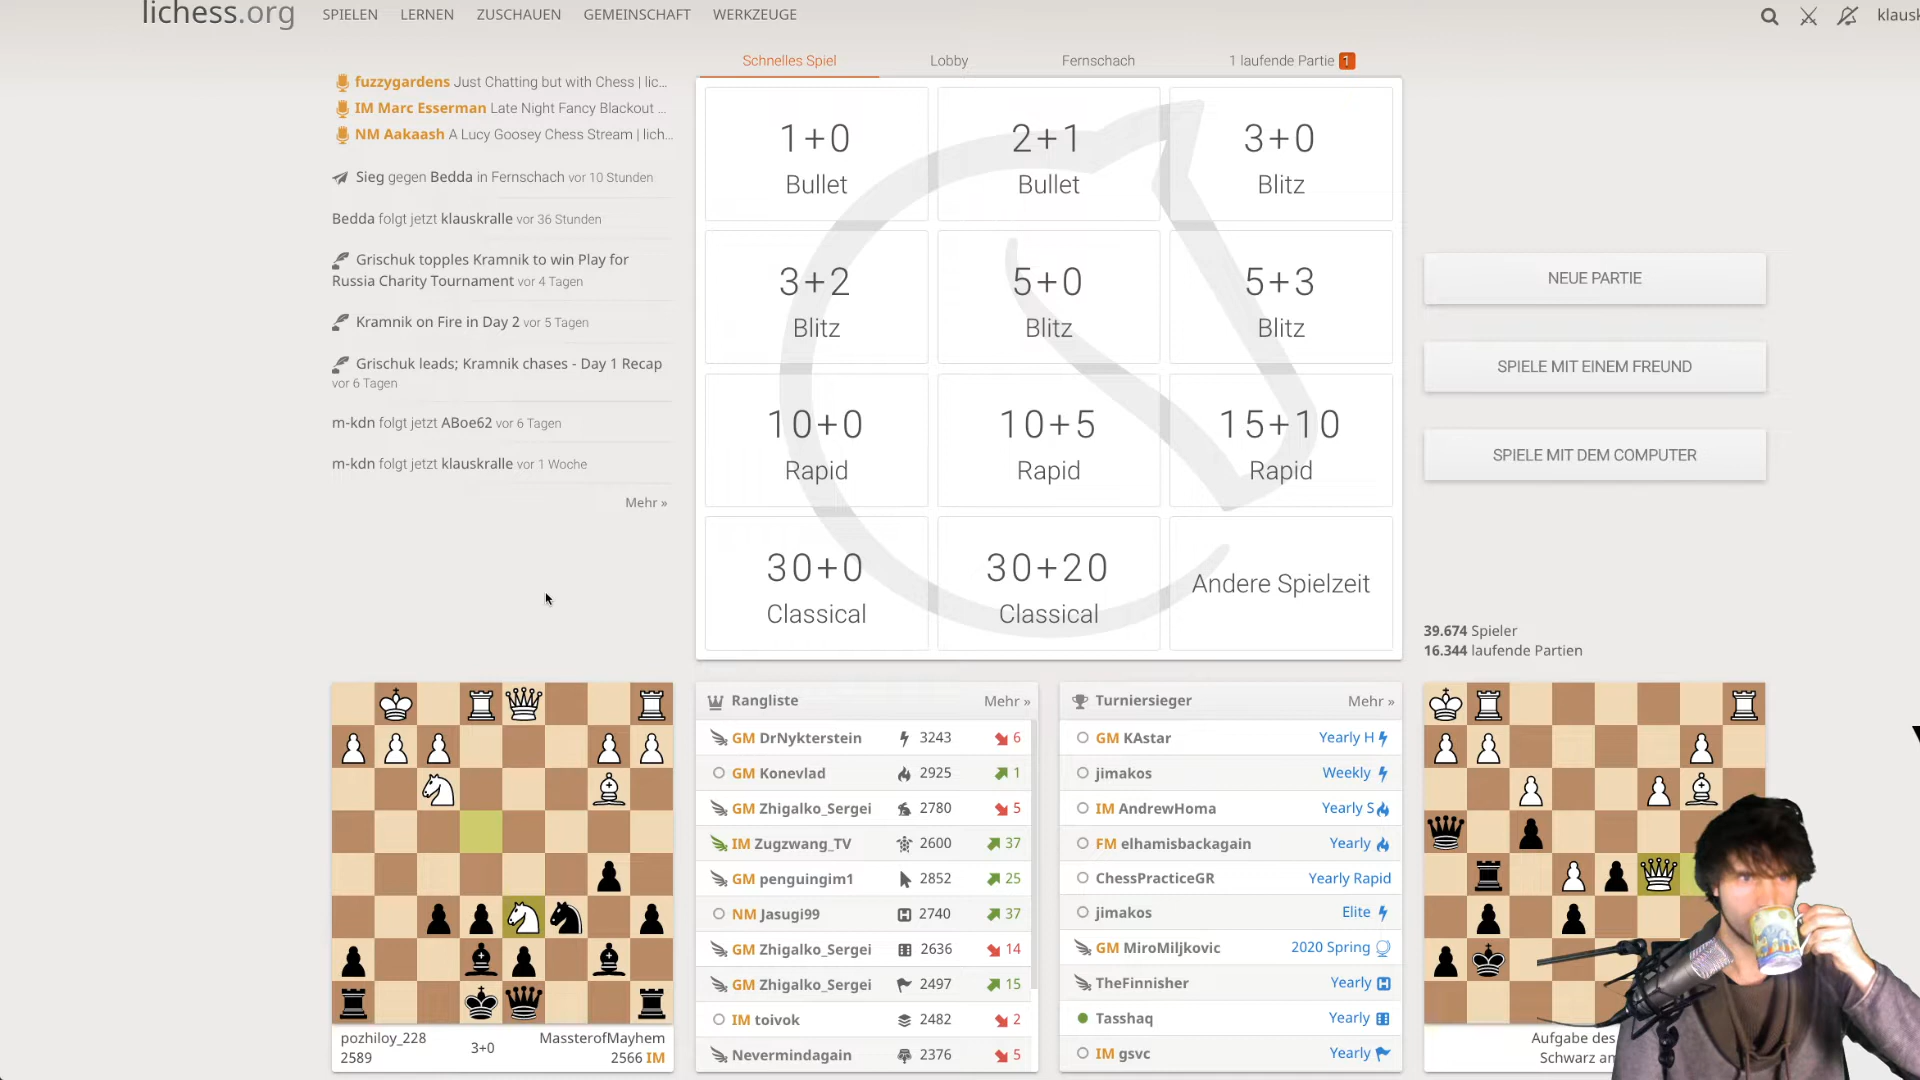 lichess.org SPIELEN LERNEN ZUSCHAUEN GEMEINSCHAFT WERKZEUGE
Schnelles Spiel Lobby Fernschach 1 laufende Partie 1
fuzzygardens Just Chatting but with Chess | lic...
IM Marc Esserman Late Night Fancy Blackout ...
NM Aakaash A Lucy Goosey Chess Stream | lich...
Sieg gegen Bedda in Fernschach vor 10 Stunden
Bedda folgt jetzt klauskralle vor 36 Stunden
Grischuk topples Kramnik to win Play for
Russia Charity Tournament vor 4 Tagen
Kramnik on Fire in Day 2 vor 5 Tagen
Grischuk leads; Kramnik chases - Day 1 Recap
vor 6 Tagen
m-kdn folgt jetzt ABoe62 vor 6 Tagen
m-kdn folgt jetzt klauskralle vor 1 Woche
Mehr »
1+0 2+1 3+0
Bullet Bullet Blitz
3+2 5+0 5+3
Blitz Blitz Blitz
10+0 10+5 15+10
Rapid Rapid Rapid
30+0 30+20 Andere Spielzeit
Classical Classical
NEUE PARTIE
SPIELE MIT EINEM FREUND
SPIELE MIT DEM COMPUTER
39.674 Spieler
16.344 laufende Partien
pozhiloy_228 3+0 MassterofMayhem
2589 2566 IM
Rangliste Mehr »
GM DrNykterstein 3243 6
GM Konevlad 2925 1
GM Zhigalko_Sergei 2780 5
IM Zugzwang_TV 2600 37
GM penguingim1 2852 25
NM Jasugi99 2740 37
GM Zhigalko_Sergei 2636 14
GM Zhigalko_Sergei 2497 15
IM toivok 2482 2
Nevermindagain 2376 5
Turniersieger Mehr »
GM KAstar Yearly H
jimakos Weekly
IM AndrewHoma Yearly S
FM elhamisbackagain Yearly
ChessPracticeGR Yearly Rapid
jimakos Elite
GM MiroMiljkovic 2020 Spring
TheFinnisher Yearly
Tasshaq Yearly
IM gsvc Yearly
Aufgabe des
Schwarz